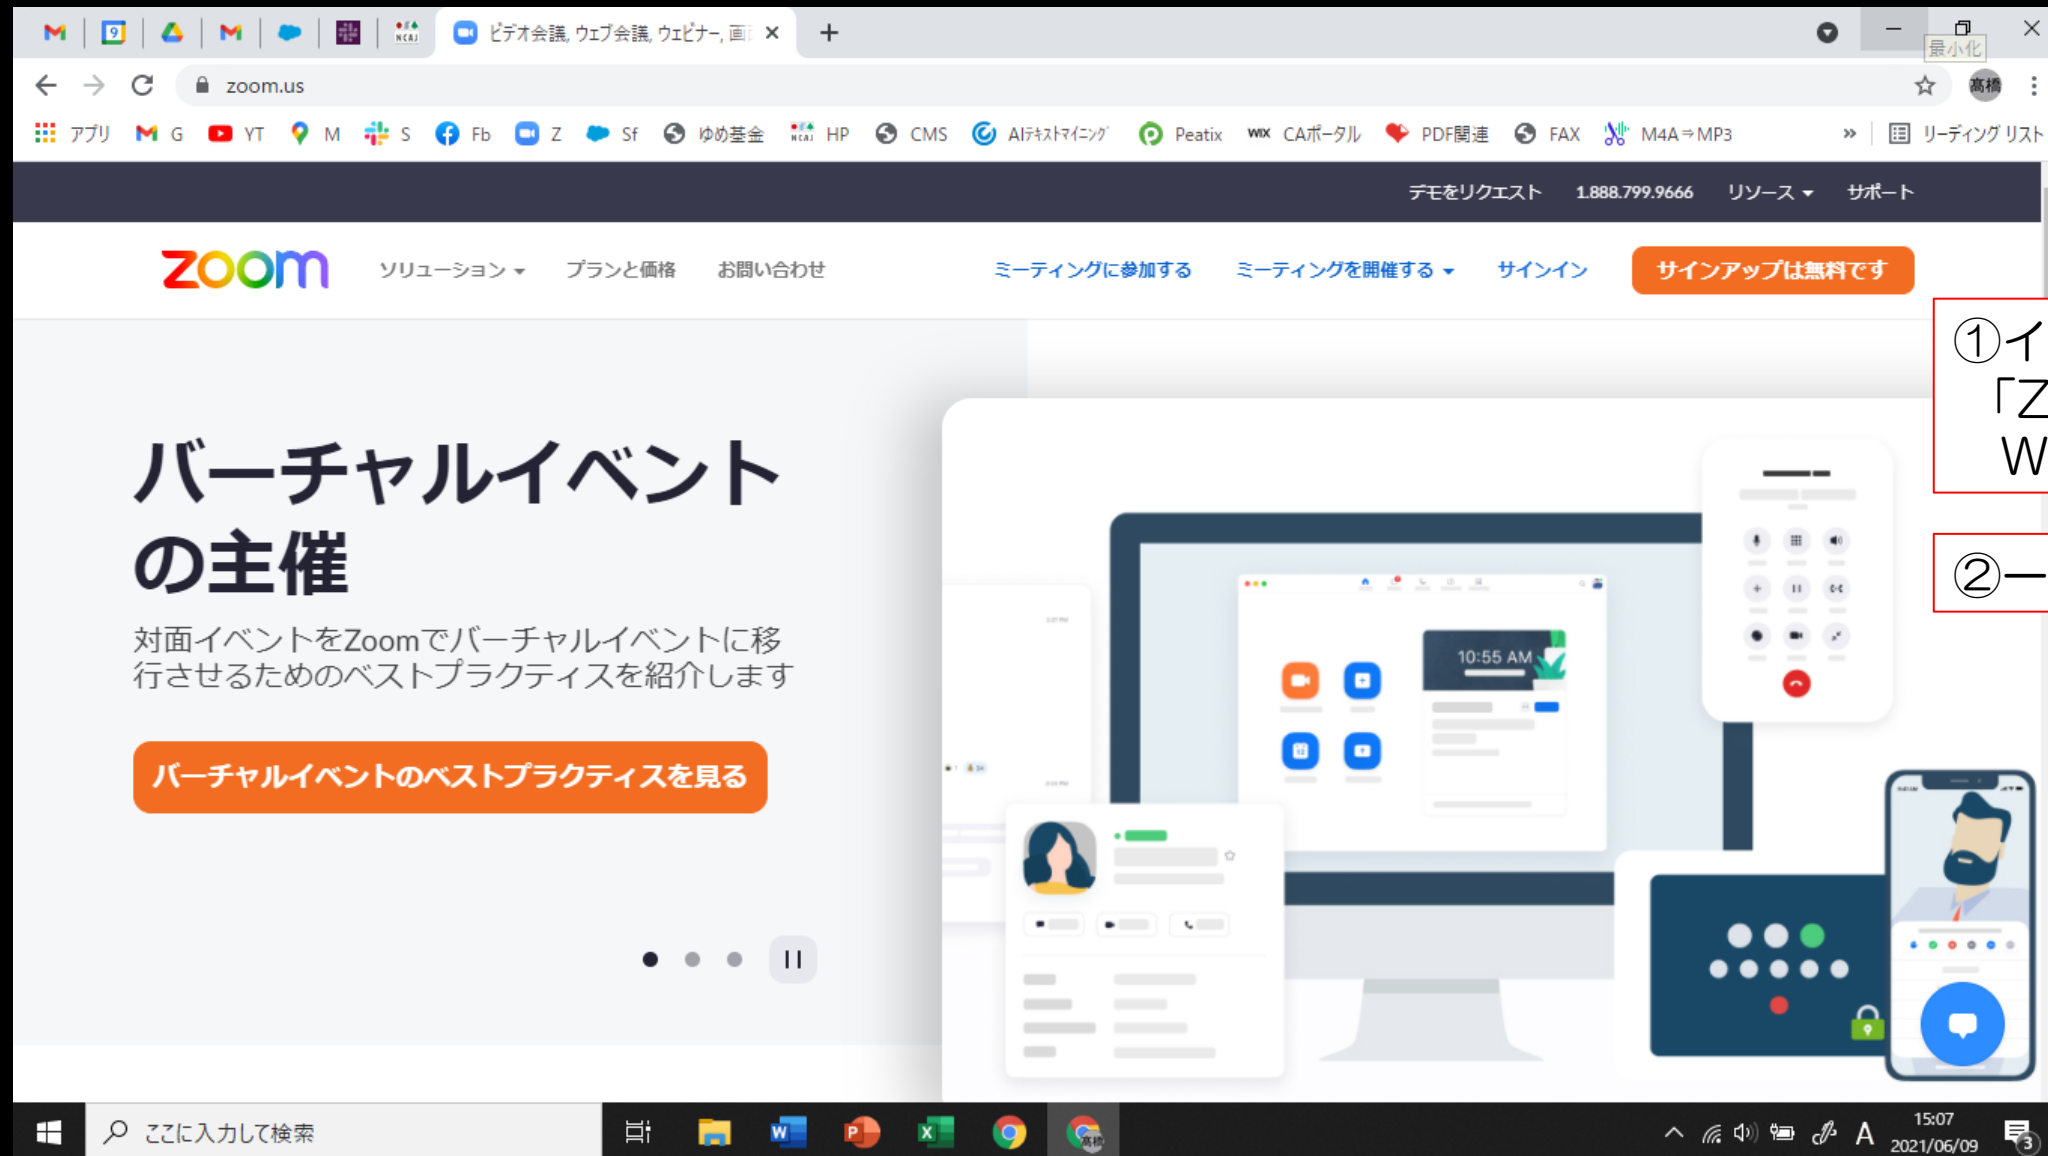 ビデオ会議, ウェブ会議, ウェビナー, 画
最小化
zoom.us
高橋
アプリ G YT M S Fb Z Sf ゆめ基金 NCAJ HP CMS AIテキストマイニング Peatix WIX CAポータル PDF関連 FAX M4A⇒MP3 » リーディング リスト
デモをリクエスト 1.888.799.9666 リソース サポート
zoom ソリューション プランと価格 お問い合わせ ミーティングに参加する ミーティングを開催する サインイン サインアップは無料です
①イ
「Z
W
②ー
バーチャルイベント
の主催
対面イベントをZoomでバーチャルイベントに移
行させるためのベストプラクティスを紹介します
バーチャルイベントのベストプラクティスを見る
10:55 AM
ここに入力して検索
A 15:07
2021/06/09
3